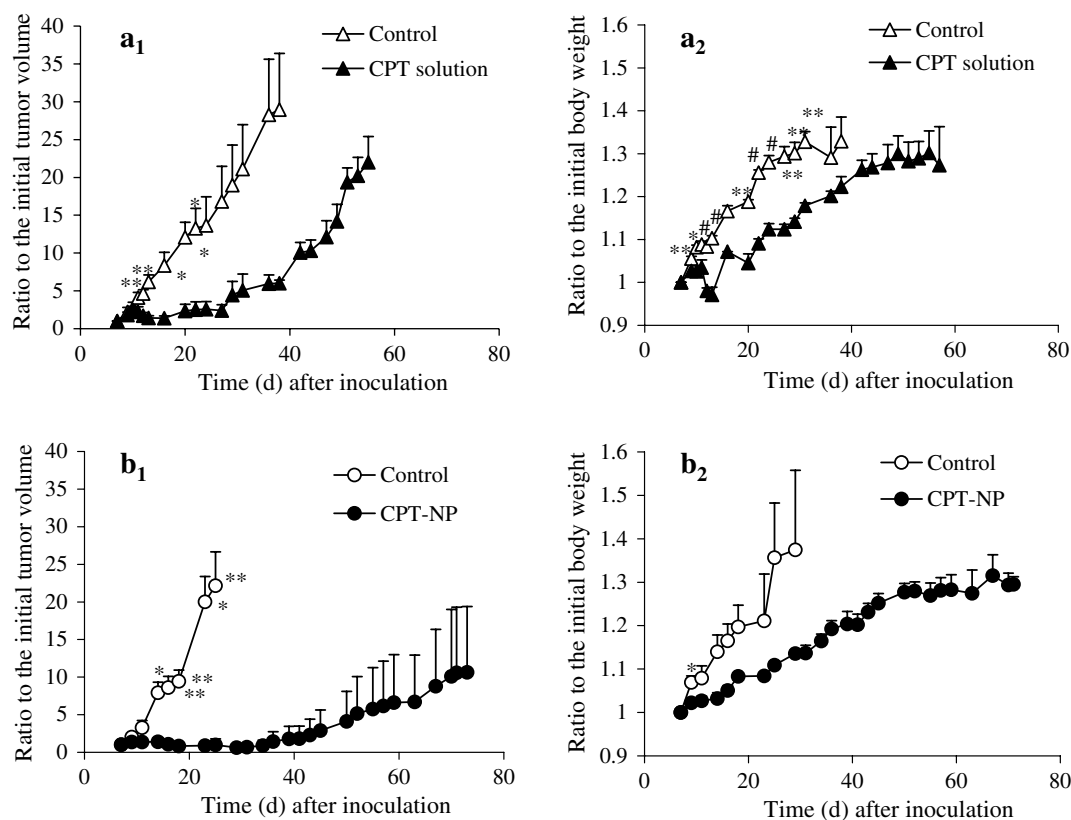 a1
Control
CPT solution
Ratio to the initial tumor volume
40
35
30
25
20
15
10
5
0
**
**
*
*
*
0 20 40 60 80
Time (d) after inoculation
a2
Control
CPT solution
Ratio to the initial body weight
1.6
1.5
1.4
1.3
1.2
1.1
1
0.9
**
*
#
#
**
#
#
**
**
**
0 20 40 60 80
Time (d) after inoculation
b1
Control
CPT-NP
Ratio to the initial tumor volume
40
35
30
25
20
15
10
5
0
*
**
**
**
*
0 20 40 60 80
Time (d) after inoculation
b2
Control
CPT-NP
Ratio to the initial body weight
1.6
1.5
1.4
1.3
1.2
1.1
1
0.9
*
0 20 40 60 80
Time (d) after inoculation